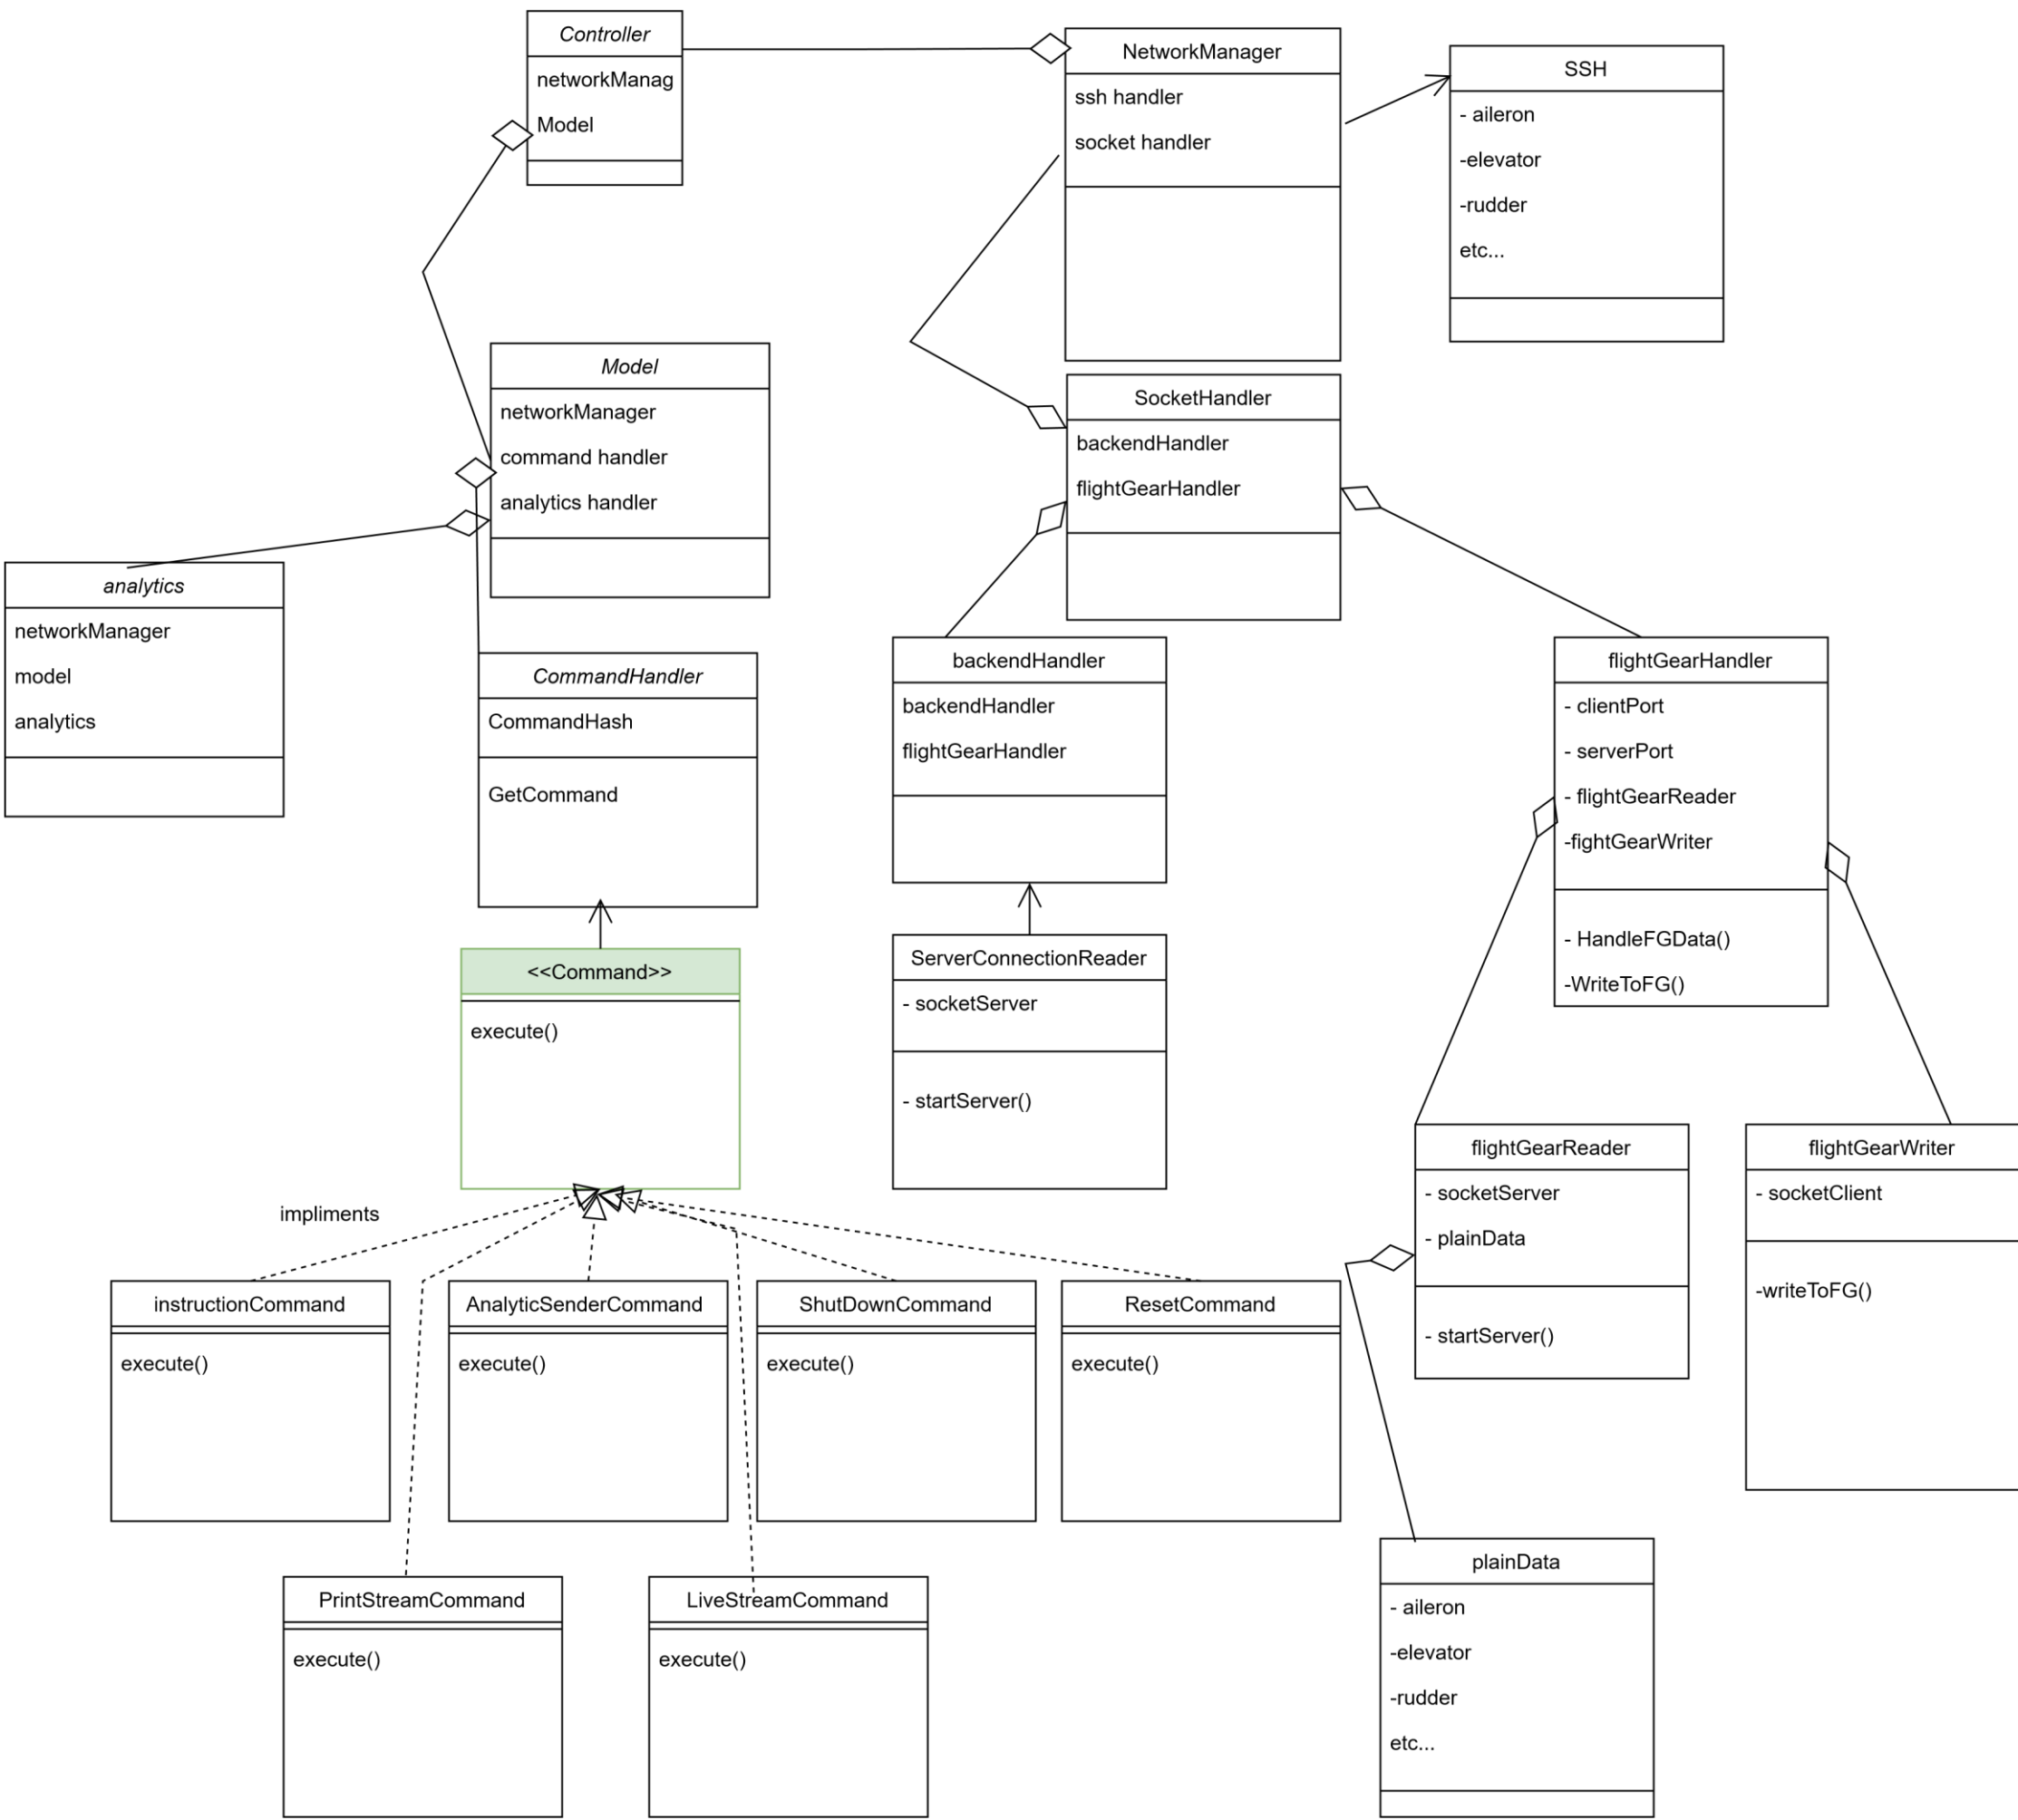 Controller
networkManag
Model
NetworkManager
ssh handler
socket handler
SSH
- aileron
-elevator
-rudder
etc...
Model
networkManager
command handler
analytics handler
SocketHandler
backendHandler
flightGearHandler
analytics
networkManager
model
analytics
CommandHandler
CommandHash
GetCommand
backendHandler
backendHandler
flightGearHandler
flightGearHandler
- clientPort
- serverPort
- flightGearReader
-fightGearWriter
- HandleFGData()
-WriteToFG()
<<Command>>
execute()
ServerConnectionReader
- socketServer
- startServer()
flightGearReader
- socketServer
- plainData
- startServer()
flightGearWriter
- socketClient
-writeToFG()
impliments
instructionCommand
execute()
AnalyticSenderCommand
execute()
ShutDownCommand
execute()
ResetCommand
execute()
PrintStreamCommand
execute()
LiveStreamCommand
execute()
plainData
- aileron
-elevator
-rudder
etc...